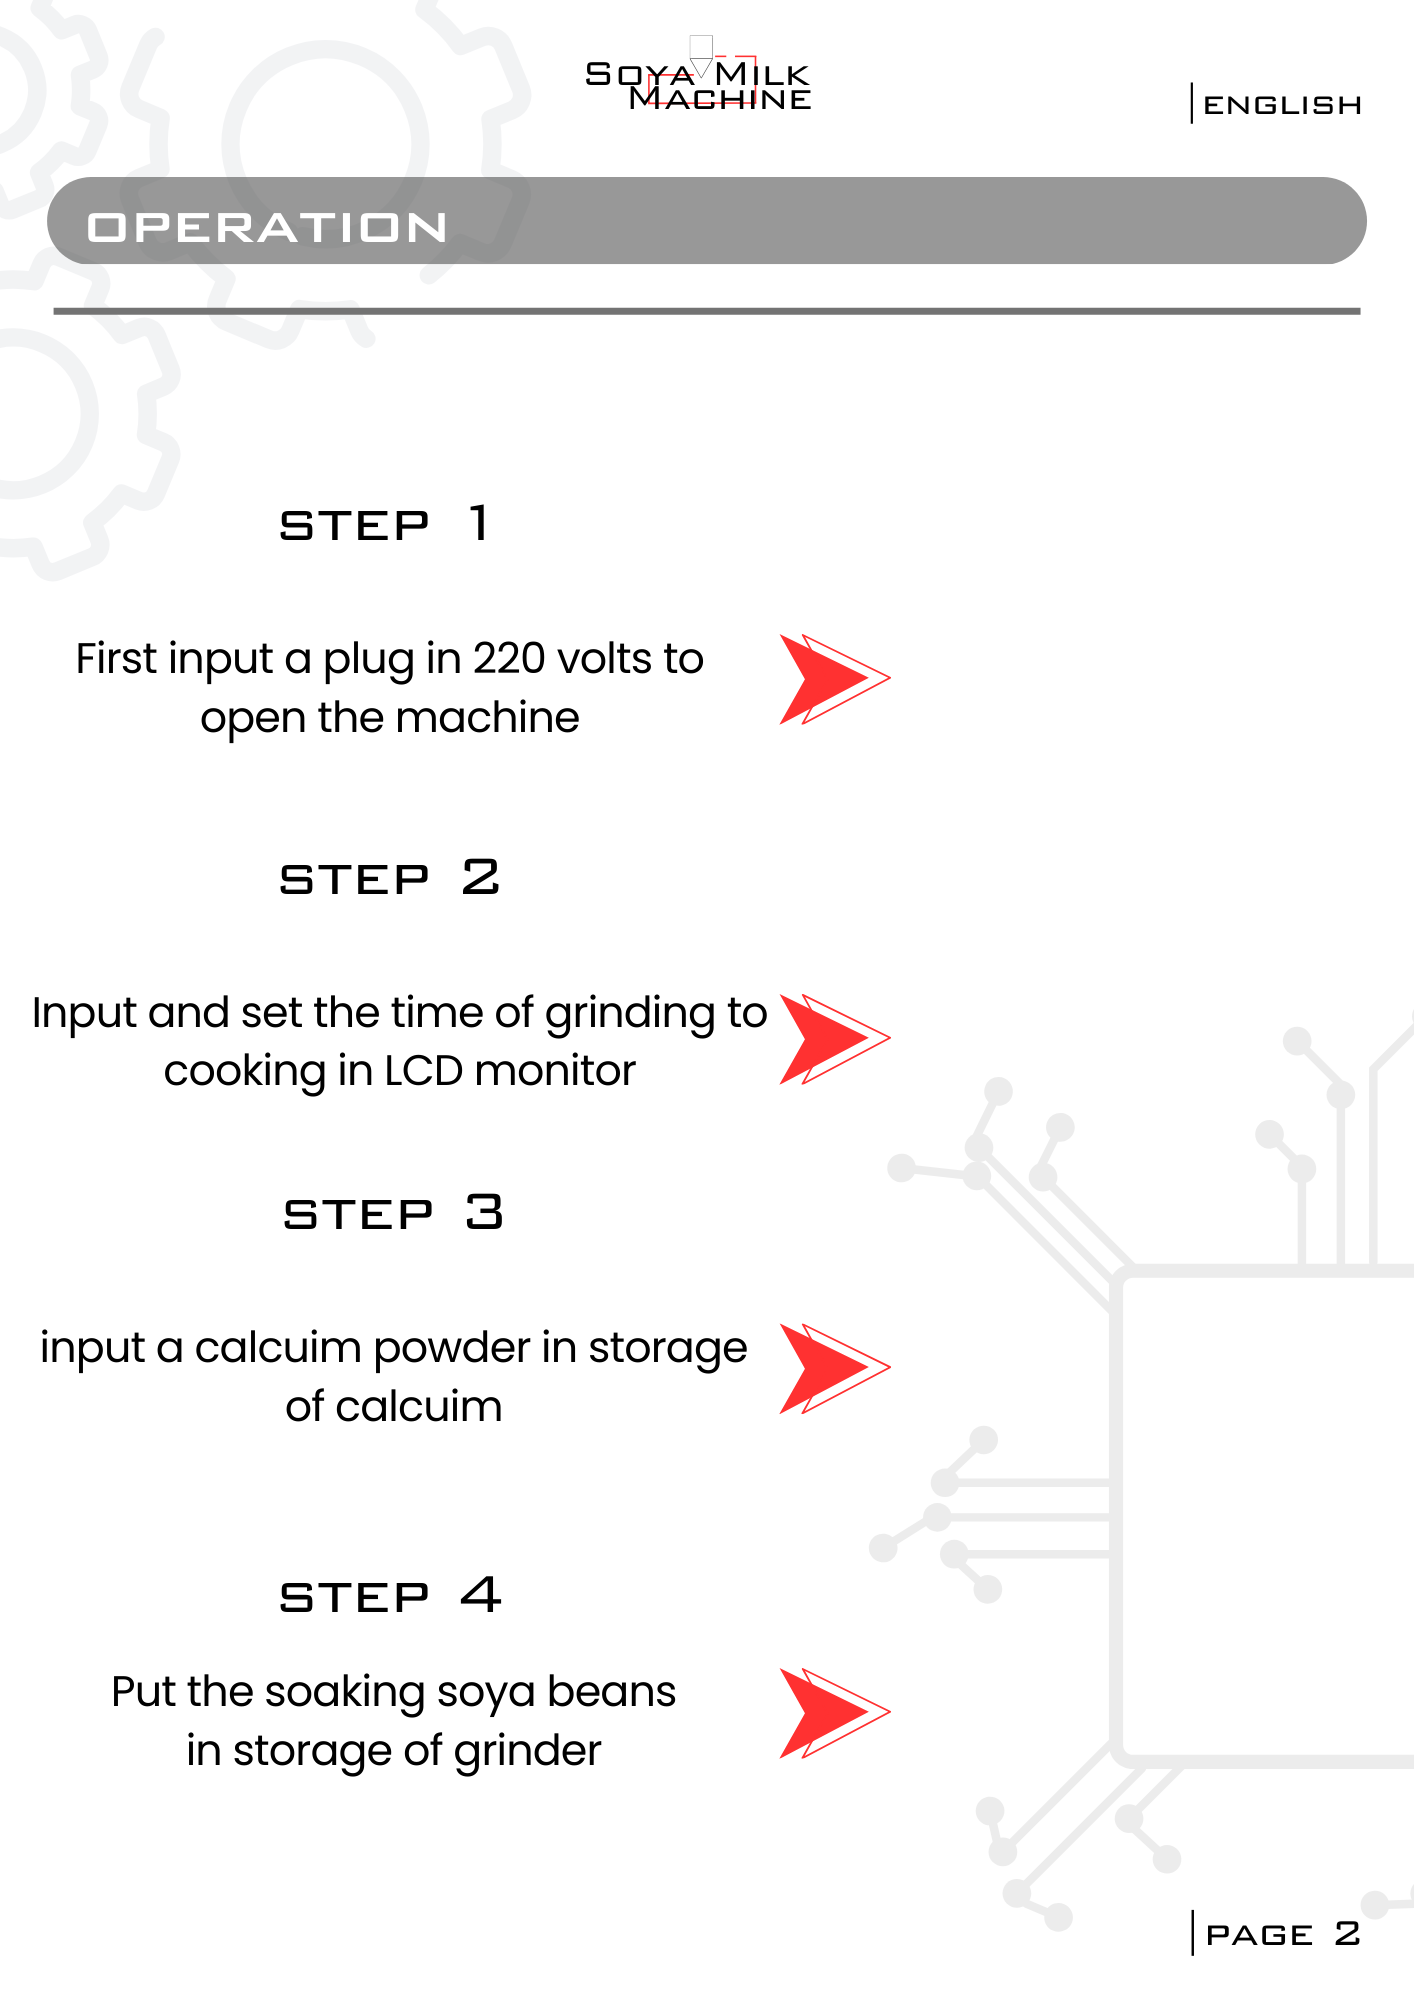 SOYA MILK
MACHINE
ENGLISH
OPERATION
STEP 1
First input a plug in 220 volts to
open the machine
STEP 2
Input and set the time of grinding to
cooking in LCD monitor
STEP 3
input a calcuim powder in storage
of calcuim
STEP 4
Put the soaking soya beans
in storage of grinder
PAGE 2